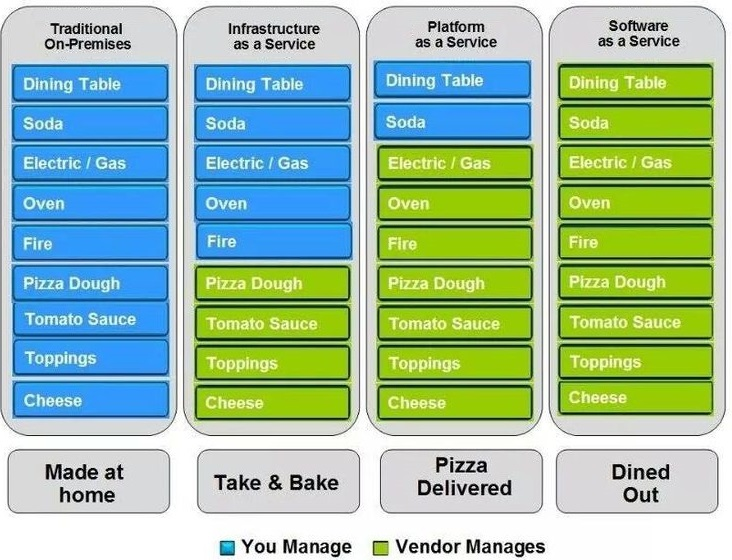 Traditional
On-Premises
Dining Table
Soda
Electric / Gas
Oven
Fire
Pizza Dough
Tomato Sauce
Toppings
Cheese
Made at
home
Infrastructure
as a Service
Dining Table
Soda
Electric / Gas
Oven
Fire
Pizza Dough
Tomato Sauce
Toppings
Cheese
Take & Bake
Platform
as a Service
Dining Table
Soda
Electric / Gas
Oven
Fire
Pizza Dough
Tomato Sauce
Toppings
Cheese
Pizza
Delivered
Software
as a Service
Dining Table
Soda
Electric / Gas
Oven
Fire
Pizza Dough
Tomato Sauce
Toppings
Cheese
Dined
Out
You Manage
Vendor Manages